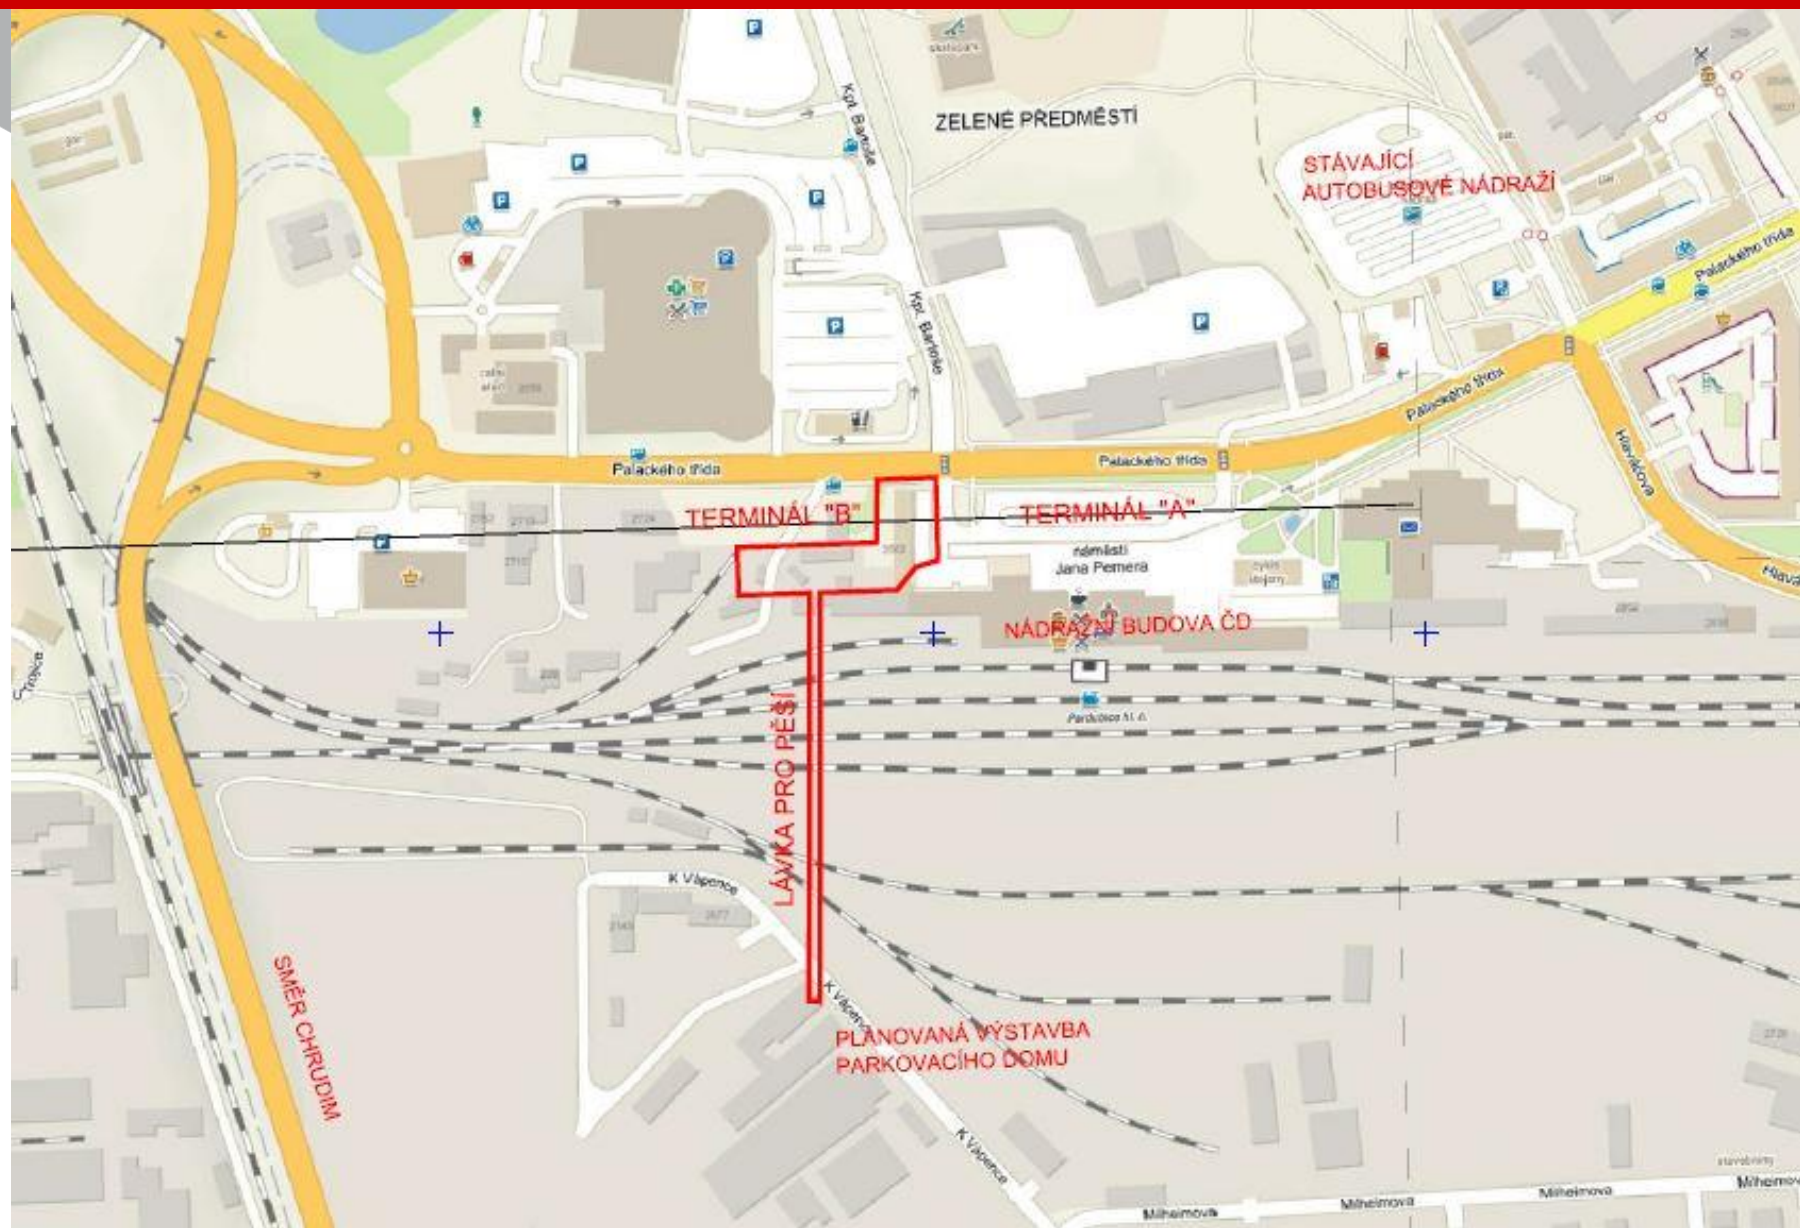 Kpt. Bartoše
ZELENÉ PŘEDMĚSTÍ
STÁVAJÍCÍ
AUTOBUSOVÉ NÁDRAŽÍ
Palackého třída
Kpt. Bartoše
Palackého třída
Hlaváčova
Palackého třída
Palackého třída
TERMINÁL "B"
TERMINÁL "A"
náměstí
Jana Pernera
NÁDRAŽNÍ BUDOVA ČD
Pardubice hl. n.
LÁVKA PRO PĚŠÍ
K Vápence
SMĚR CHRUDIM
K Vápence
PLÁNOVANÁ VÝSTAVBA
PARKOVACÍHO DOMU
K Vápence
Milheimova
Milheimova
Milheimova